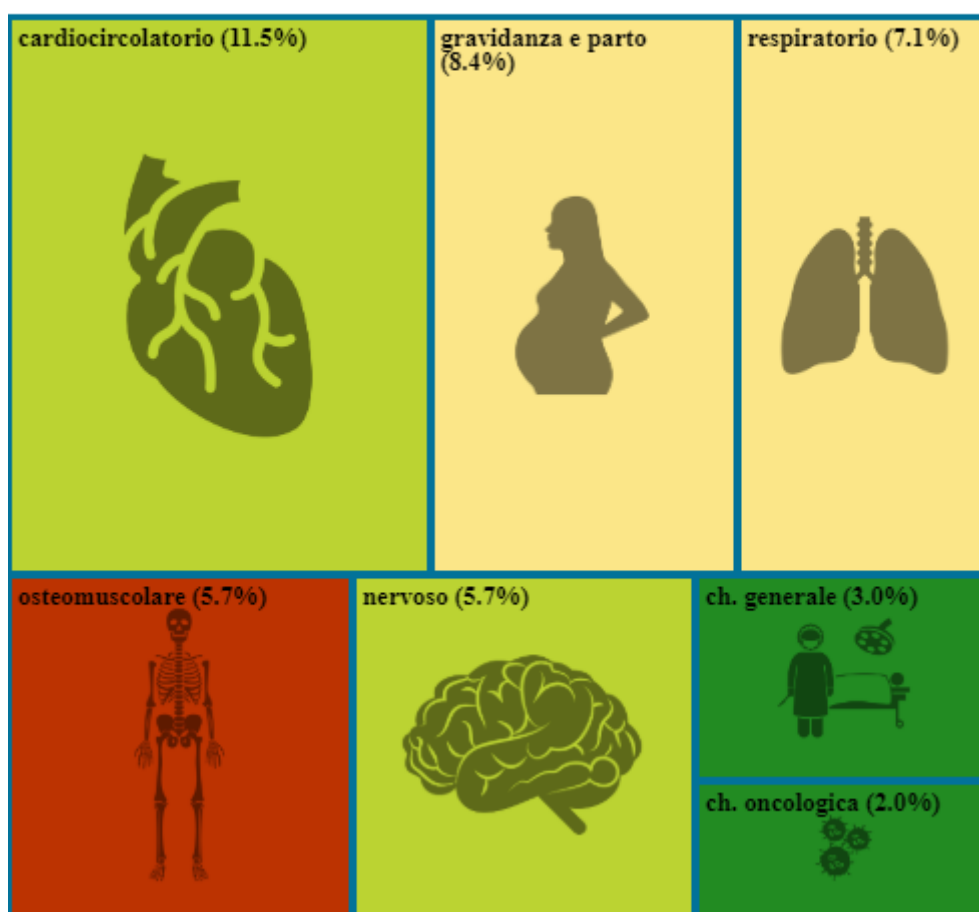 cardiocircolatorio (11.5%)
gravidanza e parto
(8.4%)
respiratorio (7.1%)
osteomuscolare (5.7%)
nervoso (5.7%)
ch. generale (3.0%)
ch. oncologica (2.0%)